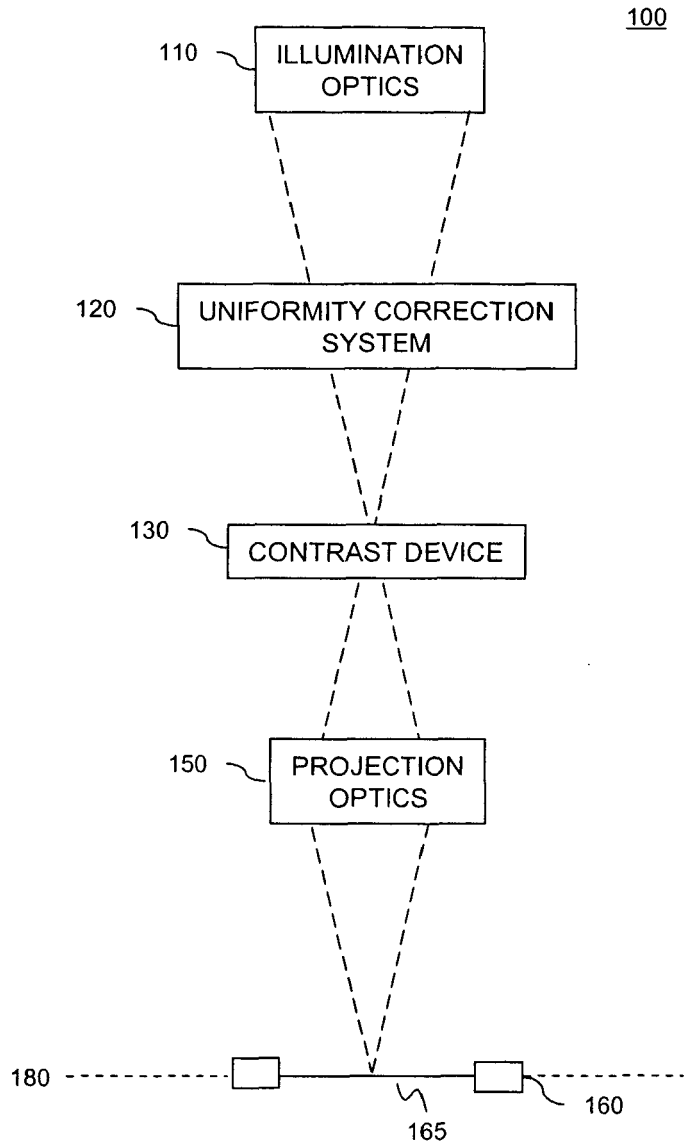 100
110
ILLUMINATION
OPTICS
120
UNIFORMITY CORRECTION
SYSTEM
130
CONTRAST DEVICE
150
PROJECTION
OPTICS
180
160
165